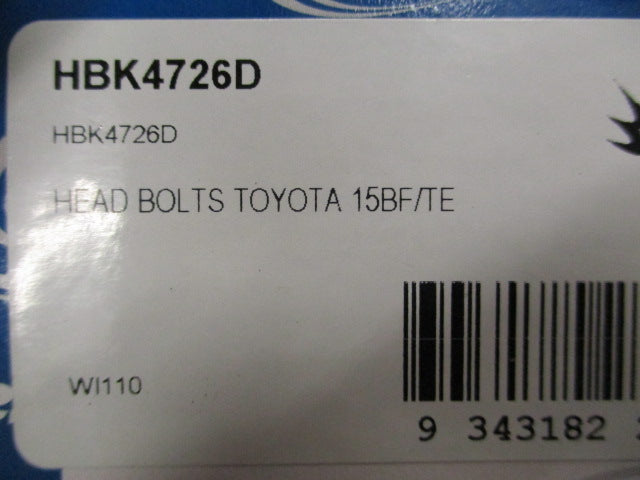 HBK4726D
HBK4726D
HEAD BOLTS TOYOTA 15BF/TE
WI110
9 343182